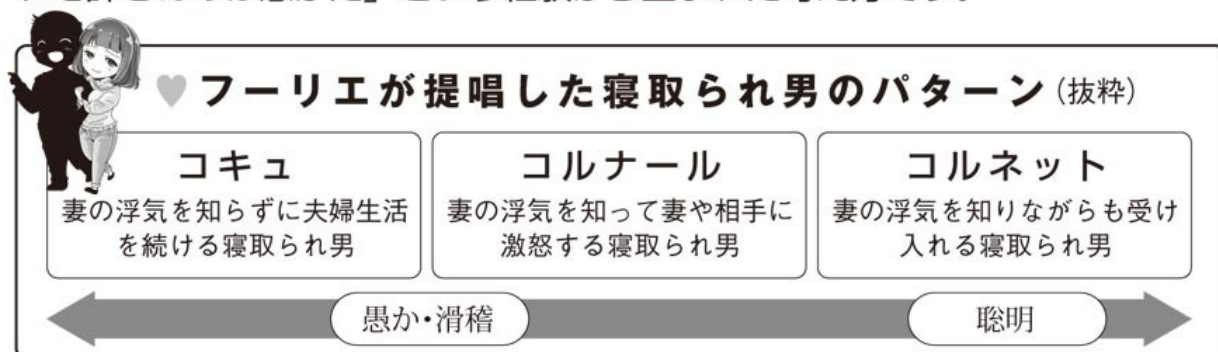 フーリエが提唱した寝取られ男のパターン(抜粋)
コキュ
妻の浮気を知らずに夫婦生活
を続ける寝取られ男
コルナール
妻の浮気を知って妻や相手に
激怒する寝取られ男
コルネット
妻の浮気を知りながらも受け
入れる寝取られ男
愚か・滑稽
聡明